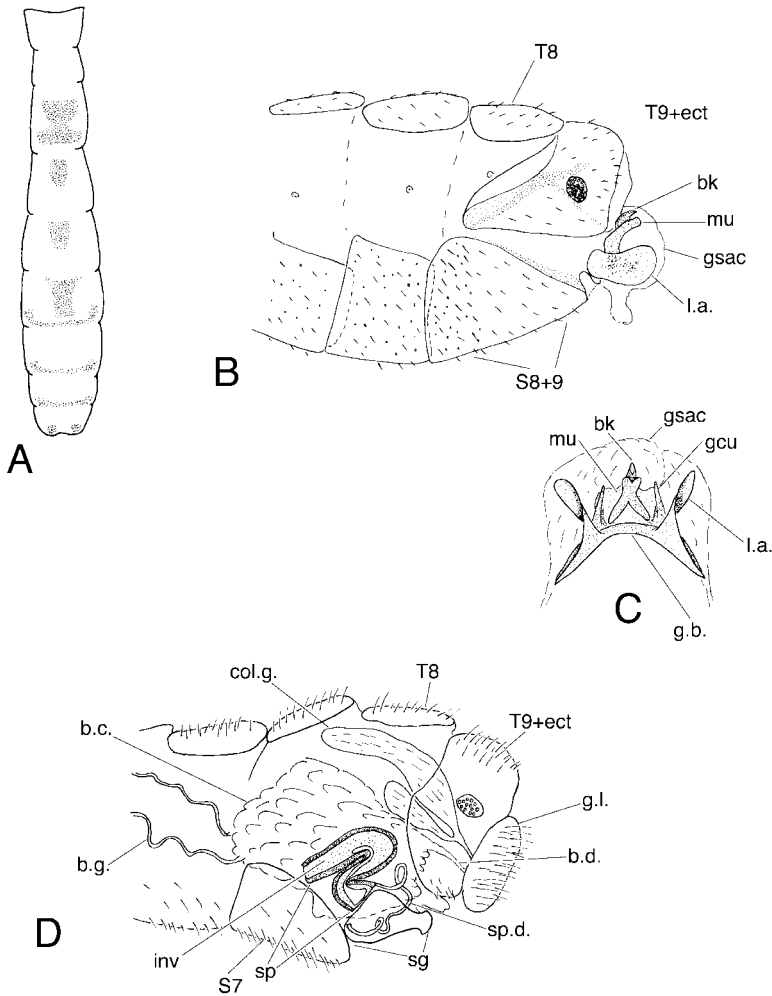 A
T8
T9+ect
bk
mu
gsac
l.a.
S8+9
B
bk
gsac
mu
gcu
l.a.
g.b.
C
col.g.
T8
T9+ect
b.c.
g.l.
b.g.
b.d.
sp.d.
inv
S7
sp
sg
D